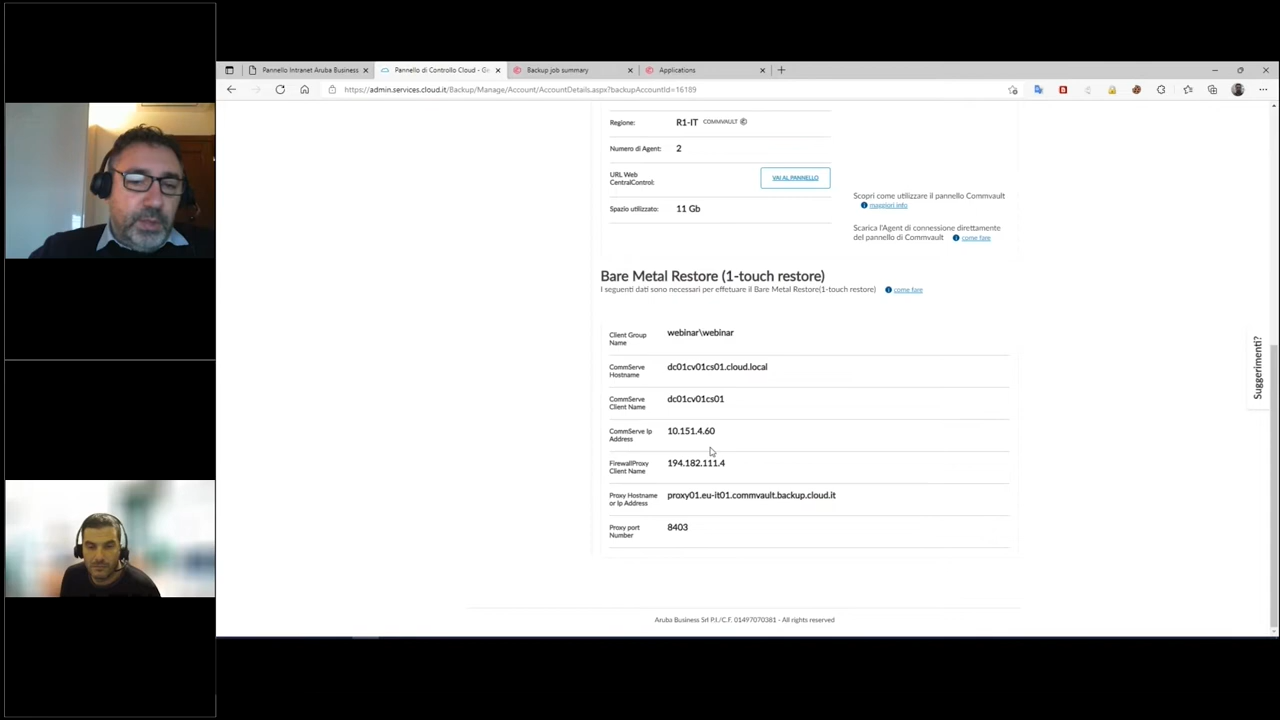 Pannello Intranet Aruba Business
Pannello di Controllo Cloud - Ge
Backup job summary
Applications
https://admin.services.cloud.it/Backup/Manage/Account/AccountDetails.aspx?backupAccountId=16189
Regione:
R1-IT COMMVAULT
Numero di Agent:
2
URL Web
CentralControl:
VAI AL PANNELLO
Spazio utilizzato:
11 Gb
Scopri come utilizzare il pannello Commvault
maggiori info
Scarica l'Agent di connessione direttamente
del pannello di Commvault come fare
Bare Metal Restore (1-touch restore)
I seguenti dati sono necessari per effetuare il Bare Metal Restore(1-touch restore) come fare
Client Group
Name
webinar\webinar
CommServe
Hostname
dc01cv01cs01.cloud.local
CommServe
Client Name
dc01cv01cs01
CommServe Ip
Address
10.151.4.60
FirewallProxy
Client Name
194.182.111.4
Proxy Hostname
or Ip Address
proxy01.eu-it01.commvault.backup.cloud.it
Proxy port
Number
8403
Suggerimenti?
Aruba Business Srl P.I./C.F. 01497070381 - All rights reserved